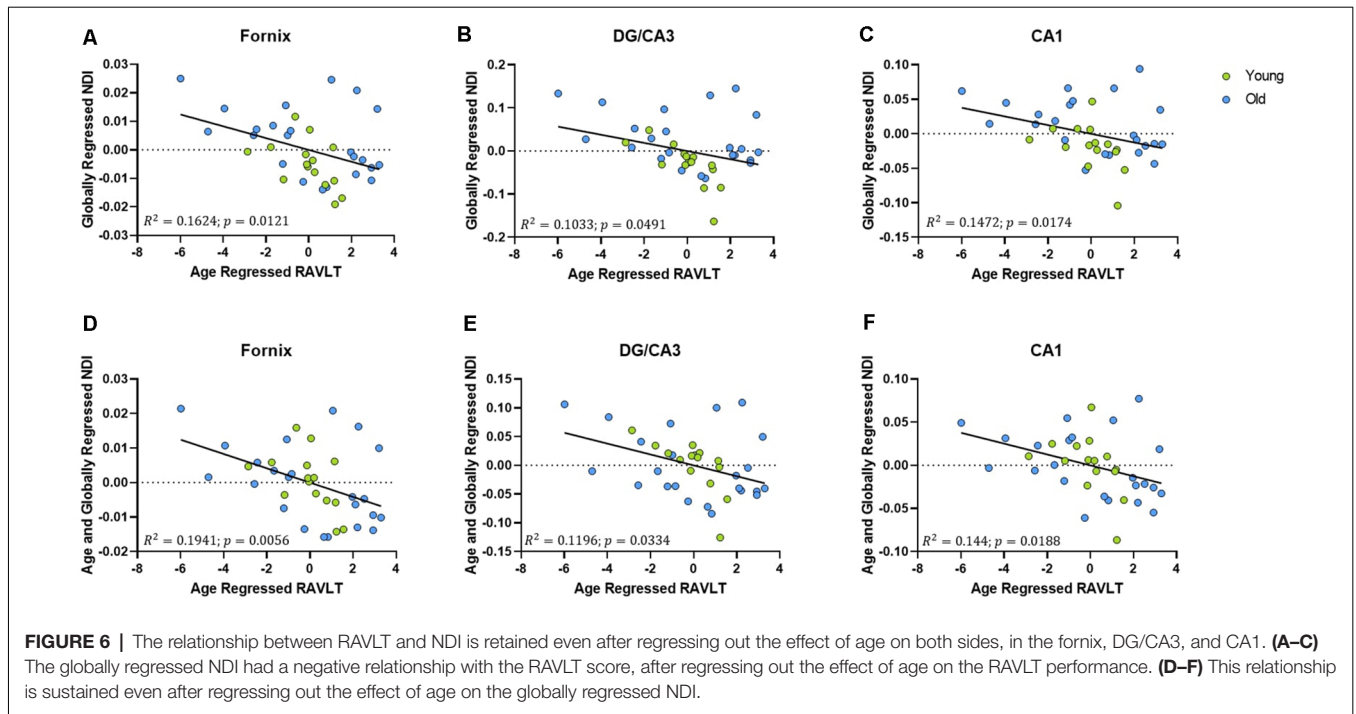 A
Fornix
Globally Regressed NDI
0.03
0.02
0.01
0.00
-0.01
-0.02
-0.03
R² = 0.1624; p = 0.0121
-8 -6 -4 -2 0 2 4
Age Regressed RAVLT
B
DG/CA3
Globally Regressed NDI
0.2
0.1
0.0
-0.1
-0.2
R² = 0.1033; p = 0.0491
-8 -6 -4 -2 0 2 4
Age Regressed RAVLT
C
CA1
Globally Regressed NDI
0.10
0.05
0.00
-0.05
-0.10
-0.15
R² = 0.1472; p = 0.0174
-8 -6 -4 -2 0 2 4
Age Regressed RAVLT
Young
Old
D
Fornix
Age and Globally Regressed NDI
0.03
0.02
0.01
0.00
-0.01
-0.02
R² = 0.1941; p = 0.0056
-8 -6 -4 -2 0 2 4
Age Regressed RAVLT
E
DG/CA3
Age and Globally Regressed NDI
0.15
0.10
0.05
0.00
-0.05
-0.10
-0.15
R² = 0.1196; p = 0.0334
-8 -6 -4 -2 0 2 4
Age Regressed RAVLT
F
CA1
Age and Globally Regressed NDI
0.10
0.05
0.00
-0.05
-0.10
R² = 0.144; p = 0.0188
-8 -6 -4 -2 0 2 4
Age Regressed RAVLT
FIGURE 6 | The relationship between RAVLT and NDI is retained even after regressing out the effect of age on both sides, in the fornix, DG/CA3, and CA1. (A–C)
The globally regressed NDI had a negative relationship with the RAVLT score, after regressing out the effect of age on the RAVLT performance. (D–F) This relationship
is sustained even after regressing out the effect of age on the globally regressed NDI.